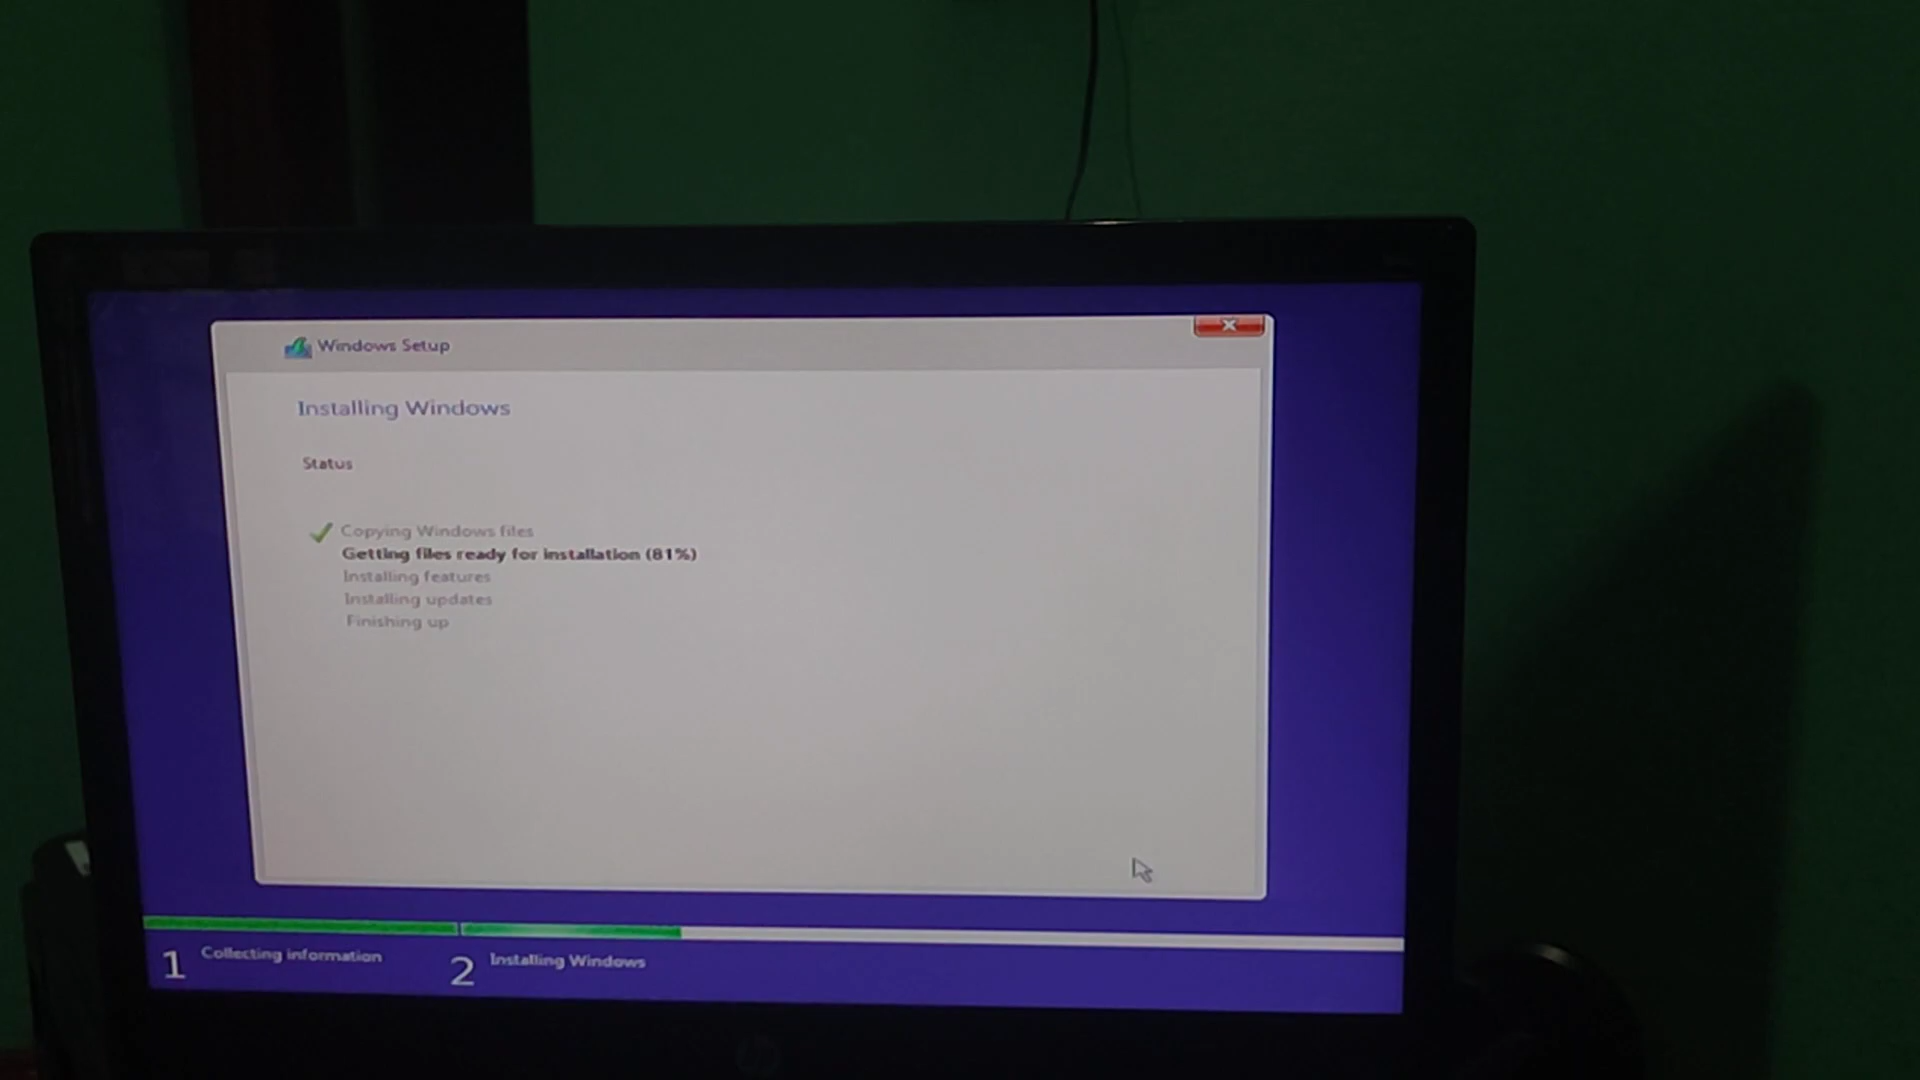 Windows Setup
Installing Windows
Status
Copying Windows files
Getting files ready for installation (81%)
Installing features
Installing updates
Finishing up
1 Collecting information
2 Installing Windows
hp